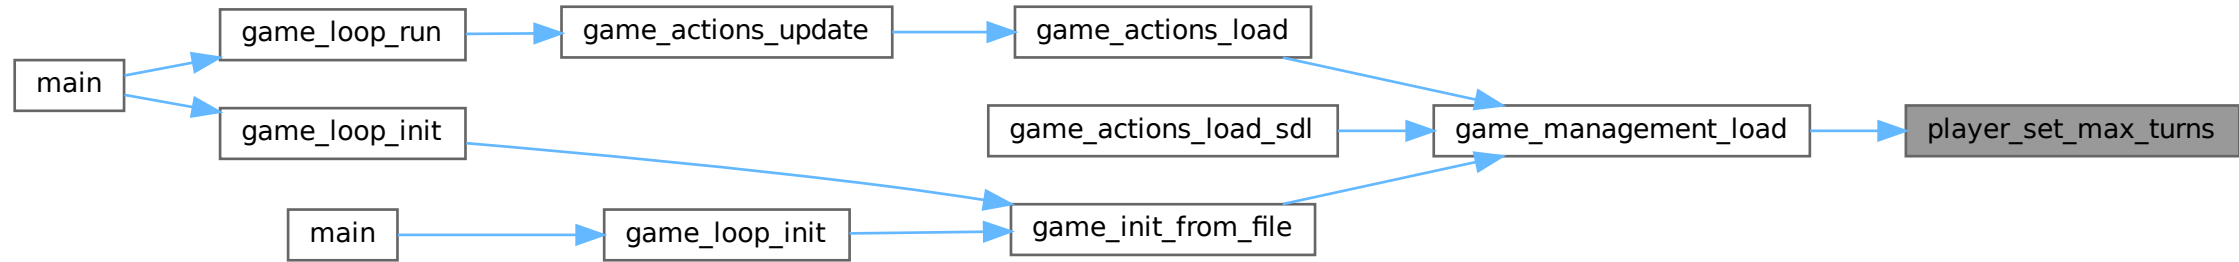 main
game_loop_run
game_actions_update
game_actions_load
game_loop_init
game_actions_load_sdl
game_management_load
player_set_max_turns
main
game_loop_init
game_init_from_file